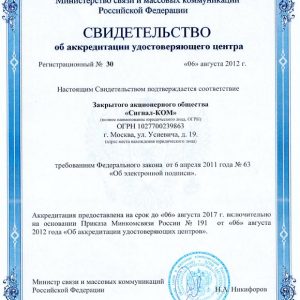 Министерство связи и массовых коммуникаций
Российской Федерации
СВИДЕТЕЛЬСТВО
об аккредитации удостоверяющего центра
Регистрационный № 30 «06» августа 2012 г.
Настоящим Свидетельством подтверждается соответствие
Закрытого акционерного общества
«Сигнал-КОМ»
(полное наименование юридического лица, ОГРН)
ОГРН 1027700239863
г. Москва, ул. Усиевича, д. 19.
(адрес места нахождения юридического лица)
требованиям Федерального закона от 6 апреля 2011 года № 63
«Об электронной подписи».
Аккредитация предоставлена на срок до «06» августа 2017 г. включительно
на основании Приказа Минкомсвязи России № 191 от «06» августа
2012 года «Об аккредитации удостоверяющих центров».
Министр связи и массовых коммуникаций
Российской Федерации
Н.А. Никифоров